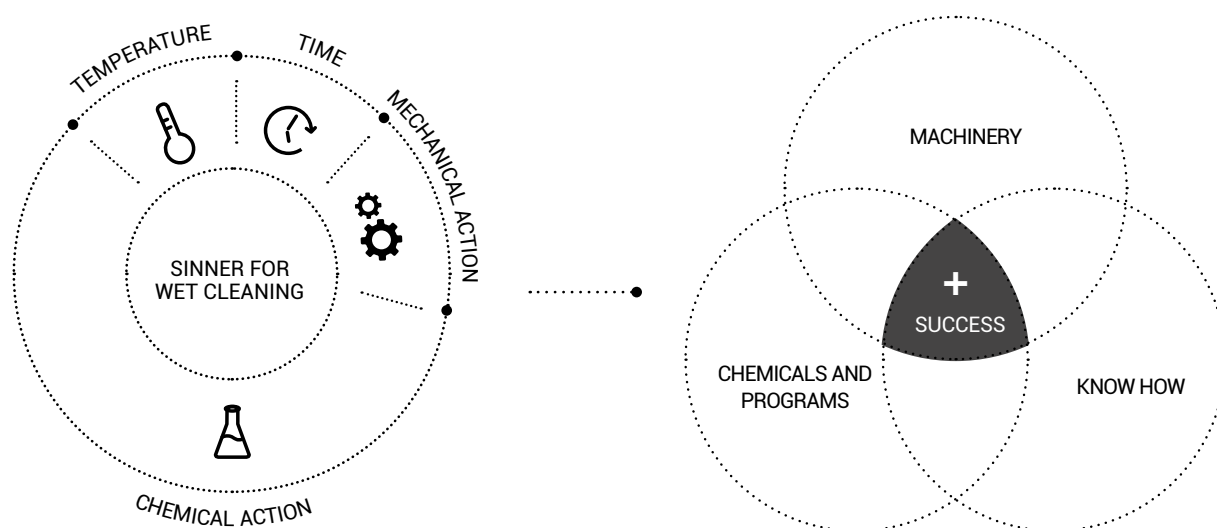 TEMPERATURE
TIME
MECHANICAL ACTION
SINNER FOR
WET CLEANING
CHEMICAL ACTION
MACHINERY
+
SUCCESS
CHEMICALS AND
PROGRAMS
KNOW HOW